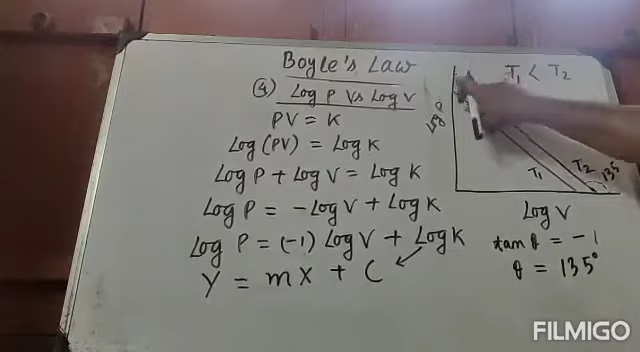 Boyle's Law
④ Log P Vs Log V
PV = K
Log (PV) = Log K
Log P + Log V = Log K
Log P = -Log V + Log K
Log P = (-1) Log V + Log K
Y = mX + C
T₁ < T₂
Log P
T₁
T₂
135
Log V
tan θ = -1
θ = 135°
FILMIGO